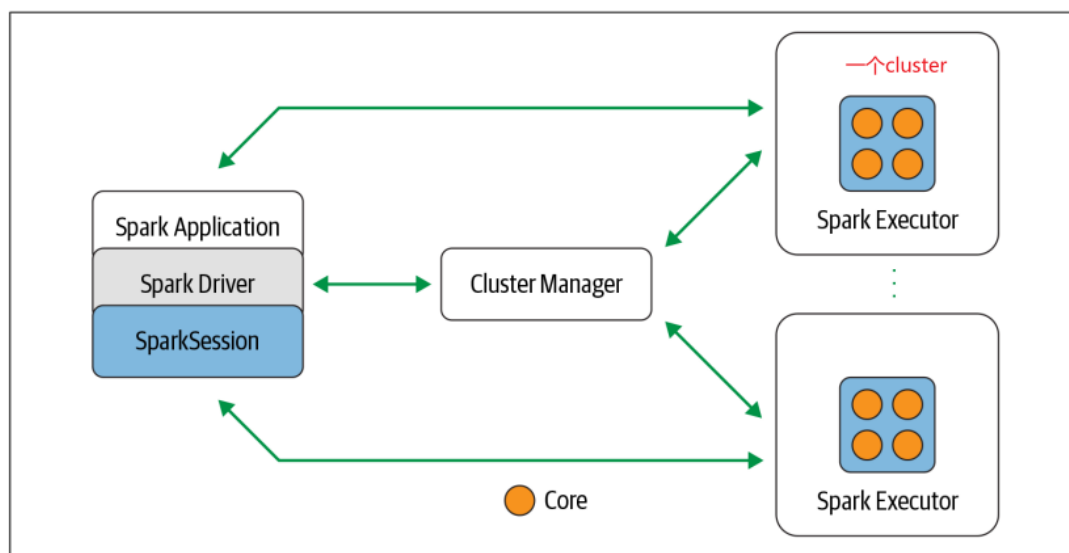 一个cluster
Spark Executor
Spark Application
Spark Driver
SparkSession
Cluster Manager
Spark Executor
Core